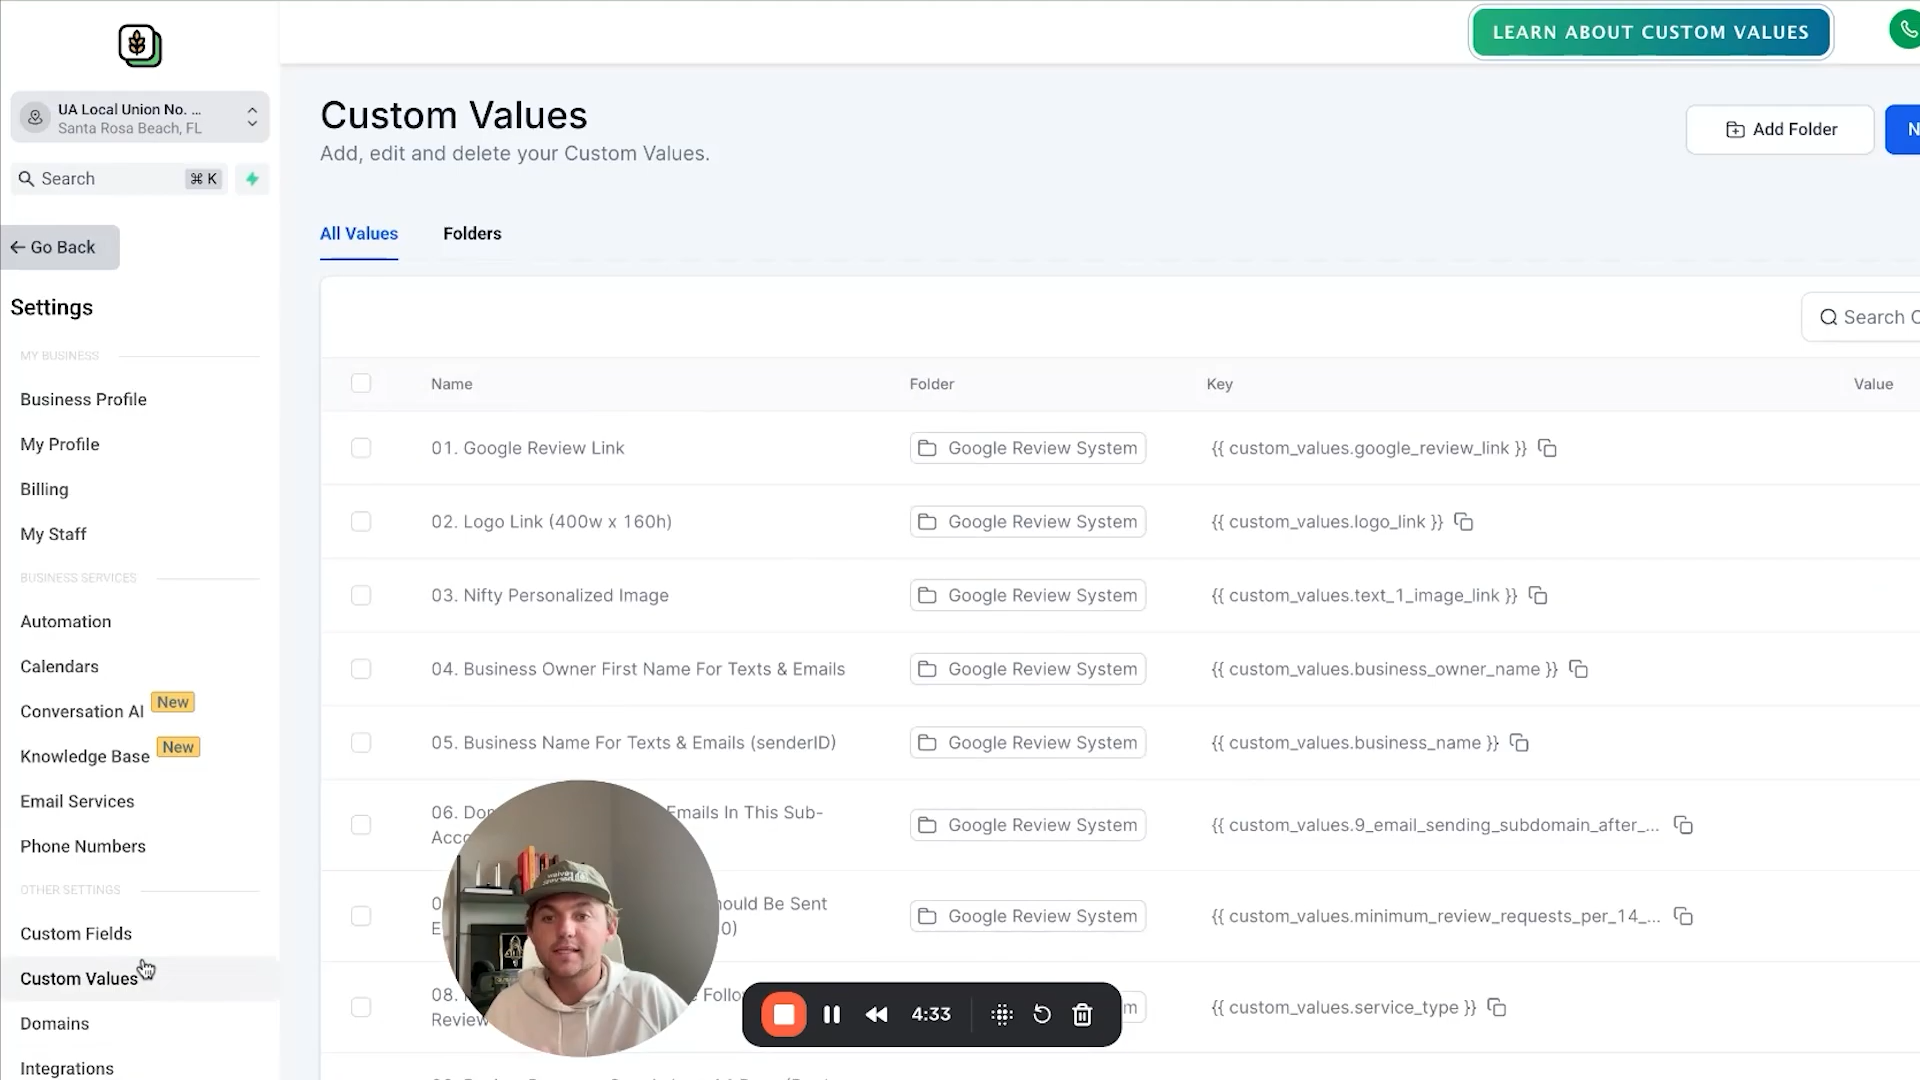 LEARN ABOUT CUSTOM VALUES
UA Local Union No. ...
Santa Rosa Beach, FL
Search
⌘ K
← Go Back
Settings
MY BUSINESS
Business Profile
My Profile
Billing
My Staff
BUSINESS SERVICES
Automation
Calendars
Conversation AI New
Knowledge Base New
Email Services
Phone Numbers
OTHER SETTINGS
Custom Fields
Custom Values
Domains
Integrations
Custom Values
Add, edit and delete your Custom Values.
Add Folder
N
All Values Folders
Search C
Name Folder Key Value
01. Google Review Link Google Review System {{ custom_values.google_review_link }}
02. Logo Link (400w x 160h) Google Review System {{ custom_values.logo_link }}
03. Nifty Personalized Image Google Review System {{ custom_values.text_1_image_link }}
04. Business Owner First Name For Texts & Emails Google Review System {{ custom_values.business_owner_name }}
05. Business Name For Texts & Emails (senderID) Google Review System {{ custom_values.business_name }}
06. Do Emails In This Sub-
Acco
Google Review System {{ custom_values.9_email_sending_subdomain_after_...
hould Be Sent
E 0)
Google Review System {{ custom_values.minimum_review_requests_per_14_...
08. Follo
Review
m {{ custom_values.service_type }}
4:33